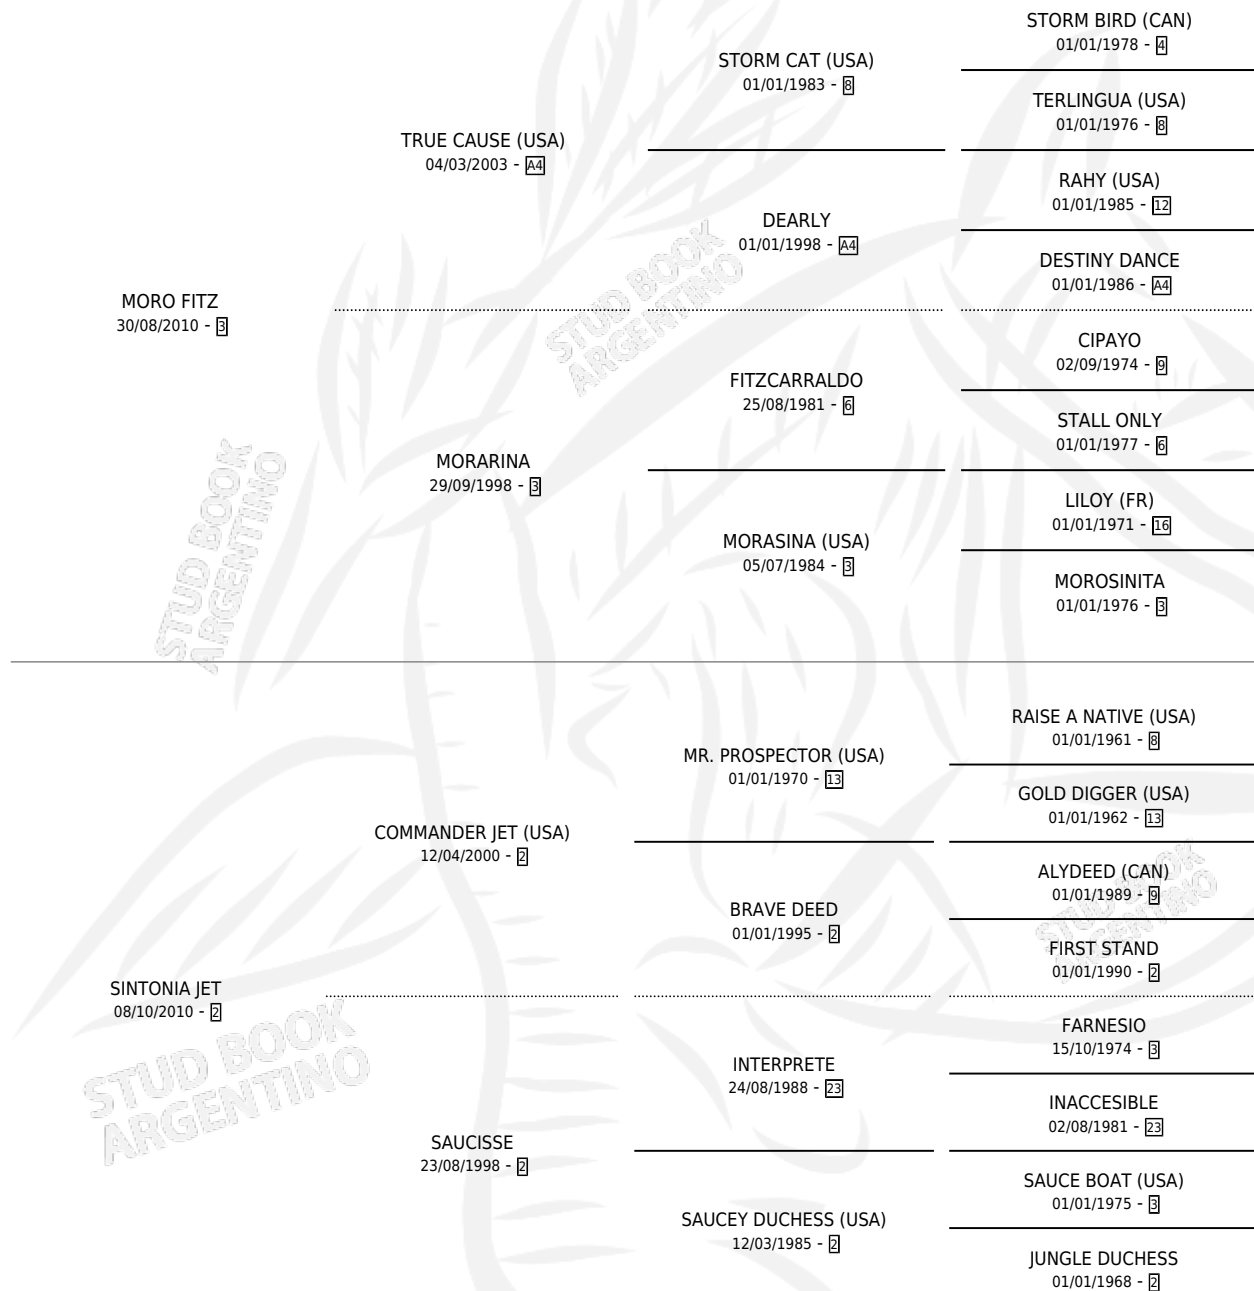 STORM BIRD (CAN)
01/01/1978 - 4
STORM CAT (USA)
01/01/1983 - 8
TERLINGUA (USA)
01/01/1976 - 8
TRUE CAUSE (USA)
04/03/2003 - A4
RAHY (USA)
01/01/1985 - 12
DEARLY
01/01/1998 - A4
DESTINY DANCE
01/01/1986 - A4
MORO FITZ
30/08/2010 - 3
CIPAYO
02/09/1974 - 9
FITZCARRALDO
25/08/1981 - 6
STALL ONLY
01/01/1977 - 6
MORARINA
29/09/1998 - 3
LILOY (FR)
01/01/1971 - 16
MORASINA (USA)
05/07/1984 - 3
MOROSINITA
01/01/1976 - 3
RAISE A NATIVE (USA)
01/01/1961 - 8
MR. PROSPECTOR (USA)
01/01/1970 - 13
GOLD DIGGER (USA)
01/01/1962 - 13
COMMANDER JET (USA)
12/04/2000 - 2
ALYDEED (CAN)
01/01/1989 - 9
BRAVE DEED
01/01/1995 - 2
FIRST STAND
01/01/1990 - 2
SINTONIA JET
08/10/2010 - 2
FARNESIO
15/10/1974 - 3
INTERPRETE
24/08/1988 - 23
INACCESIBLE
02/08/1981 - 23
SAUCISSE
23/08/1998 - 2
SAUCE BOAT (USA)
01/01/1975 - 3
SAUCEY DUCHESS (USA)
12/03/1985 - 2
JUNGLE DUCHESS
01/01/1968 - 2
STUD BOOK
ARGENTINO
STUD BOOK
ARGENTINO
STUD BOOK
ARGENTINO
STUD BOOK
ARGENTINO